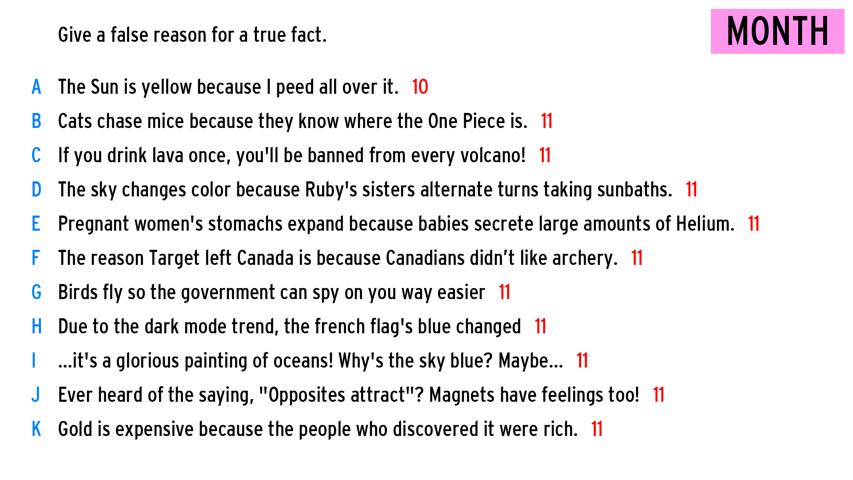 Give a false reason for a true fact.
MONTH
A The Sun is yellow because I peed all over it. 10
B Cats chase mice because they know where the One Piece is. 11
C If you drink lava once, you'll be banned from every volcano! 11
D The sky changes color because Ruby's sisters alternate turns taking sunbaths. 11
E Pregnant women's stomachs expand because babies secrete large amounts of Helium. 11
F The reason Target left Canada is because Canadians didn’t like archery. 11
G Birds fly so the government can spy on you way easier 11
H Due to the dark mode trend, the french flag's blue changed 11
I ...it's a glorious painting of oceans! Why's the sky blue? Maybe... 11
J Ever heard of the saying, "Opposites attract"? Magnets have feelings too! 11
K Gold is expensive because the people who discovered it were rich. 11